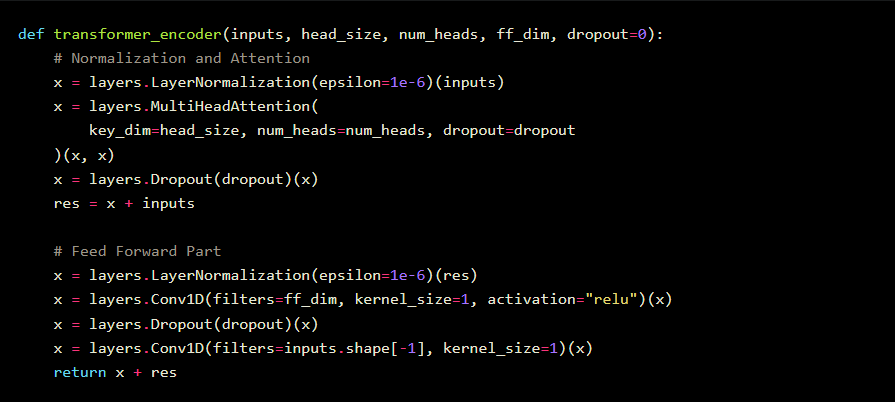 def transformer_encoder(inputs, head_size, num_heads, ff_dim, dropout=0):
    # Normalization and Attention
    x = layers.LayerNormalization(epsilon=1e-6)(inputs)
    x = layers.MultiHeadAttention(
        key_dim=head_size, num_heads=num_heads, dropout=dropout
    )(x, x)
    x = layers.Dropout(dropout)(x)
    res = x + inputs

    # Feed Forward Part
    x = layers.LayerNormalization(epsilon=1e-6)(res)
    x = layers.Conv1D(filters=ff_dim, kernel_size=1, activation="relu")(x)
    x = layers.Dropout(dropout)(x)
    x = layers.Conv1D(filters=inputs.shape[-1], kernel_size=1)(x)
    return x + res